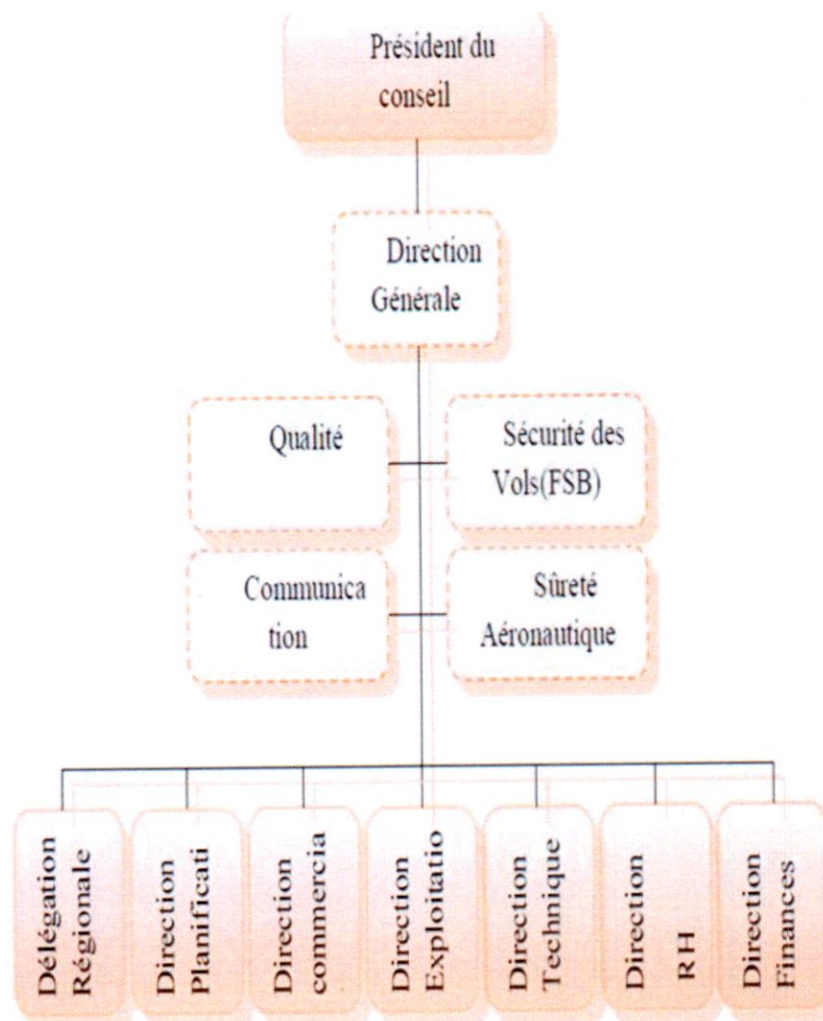 Président du
conseil
Direction
Générale
Qualité
Sécurité des
Vols(FSB)
Communica
tion
Sûreté
Aéronautique
Délégation
Régionale
Direction
Planificati
Direction
commercia
Direction
Exploitatio
Direction
Technique
Direction
RH
Direction
Finances